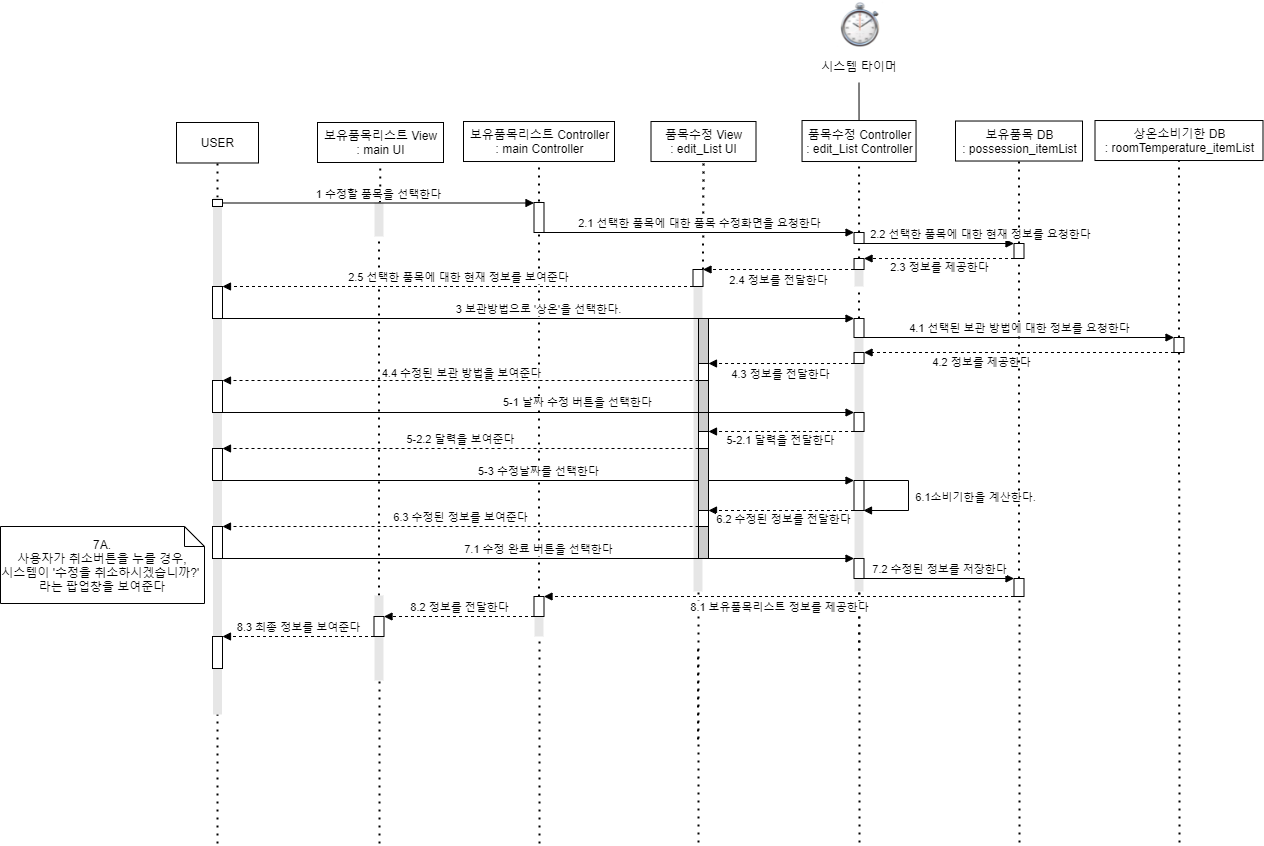 시스템 타이머
USER
보유품목리스트 View
: main UI
보유품목리스트 Controller
: main Controller
품목수정 View
: edit_List UI
품목수정 Controller
: edit_List Controller
보유품목 DB
: possession_itemList
상온소비기한 DB
: roomTemperature_itemList
1 수정할 품목을 선택한다
2.1 선택한 품목에 대한 품목 수정화면을 요청한다
2.2 선택한 품목에 대한 현재 정보를 요청한다
2.3 정보를 제공한다
2.4 정보를 전달한다
2.5 선택한 품목에 대한 현재 정보를 보여준다
3 보관방법으로 '상온'을 선택한다.
4.1 선택된 보관 방법에 대한 정보를 요청한다
4.2 정보를 제공한다
4.3 정보를 전달한다
4.4 수정된 보관 방법을 보여준다
5-1 날짜 수정 버튼을 선택한다
5-2.1 달력을 전달한다
5-2.2 달력을 보여준다
5-3 수정날짜를 선택한다
6.1소비기한을 계산한다.
6.2 수정된 정보를 전달한다
6.3 수정된 정보를 보여준다
7A.
사용자가 취소버튼을 누를 경우,
시스템이 '수정을 취소하시겠습니까?'
라는 팝업창을 보여준다
7.1 수정 완료 버튼을 선택한다
7.2 수정된 정보를 저장한다
8.1 보유품목리스트 정보를 제공한다
8.2 정보를 전달한다
8.3 최종 정보를 보여준다